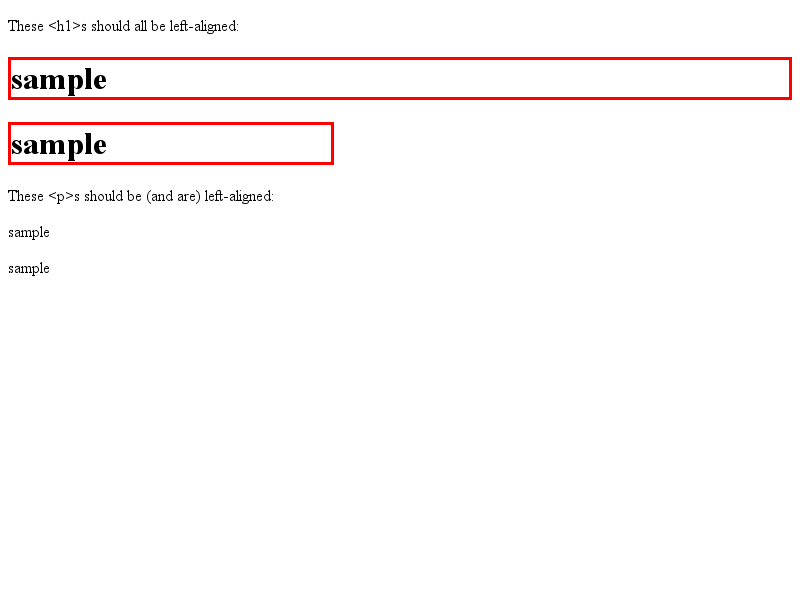 These <h1>s should all be left-aligned:
sample
sample
These <p>s should be (and are) left-aligned:
sample
sample